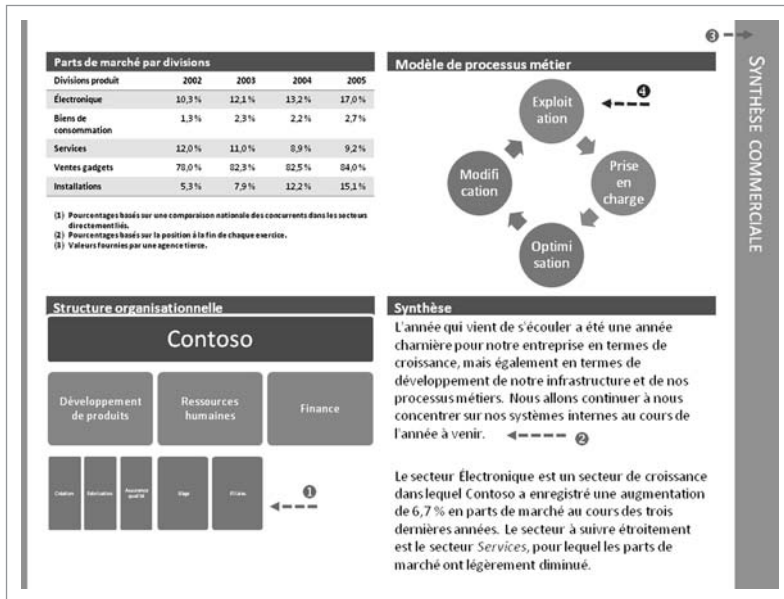 ❸
SYNTHÈSE COMMERCIALE
Parts de marché par divisions
Divisions produit 2002 2003 2004 2005
Électronique 10,3% 12,1% 13,2% 17,0%
Biens de
consommation 1,3% 2,3% 2,2% 2,7%
Services 12,0% 11,0% 8,9% 9,2%
Ventes gadgets 78,0% 82,3% 82,5% 84,0%
Installations 5,3% 7,9% 12,2% 15,1%
(1) Pourcentages basés sur une comparaison nationale des concurrents dans les secteurs
directement liés.
(2) Pourcentages basés sur la position à la fin de chaque exercice.
(3) Valeurs fournies par une agence tierce.
Modèle de processus métier
Exploit
ation
❹
Prise
en
charge
Optimi
sation
Modifi
cation
Structure organisationnelle
Contoso
Développement
de produits
Ressources
humaines
Finance
Création
Fabrication
Assurance
qualité
Siège
❶
Synthèse
L'année qui vient de s'écouler a été une année
charnière pour notre entreprise en termes de
croissance, mais également en termes de
développement de notre infrastructure et de nos
processus métiers. Nous allons continuer à nous
concentrer sur nos systèmes internes au cours de
l'année à venir. ❷
Le secteur Électronique est un secteur de croissance
dans lequel Contoso a enregistré une augmentation
de 6,7 % en parts de marché au cours des trois
dernières années. Le secteur à suivre étroitement
est le secteur Services, pour lequel les parts de
marché ont légèrement diminué.